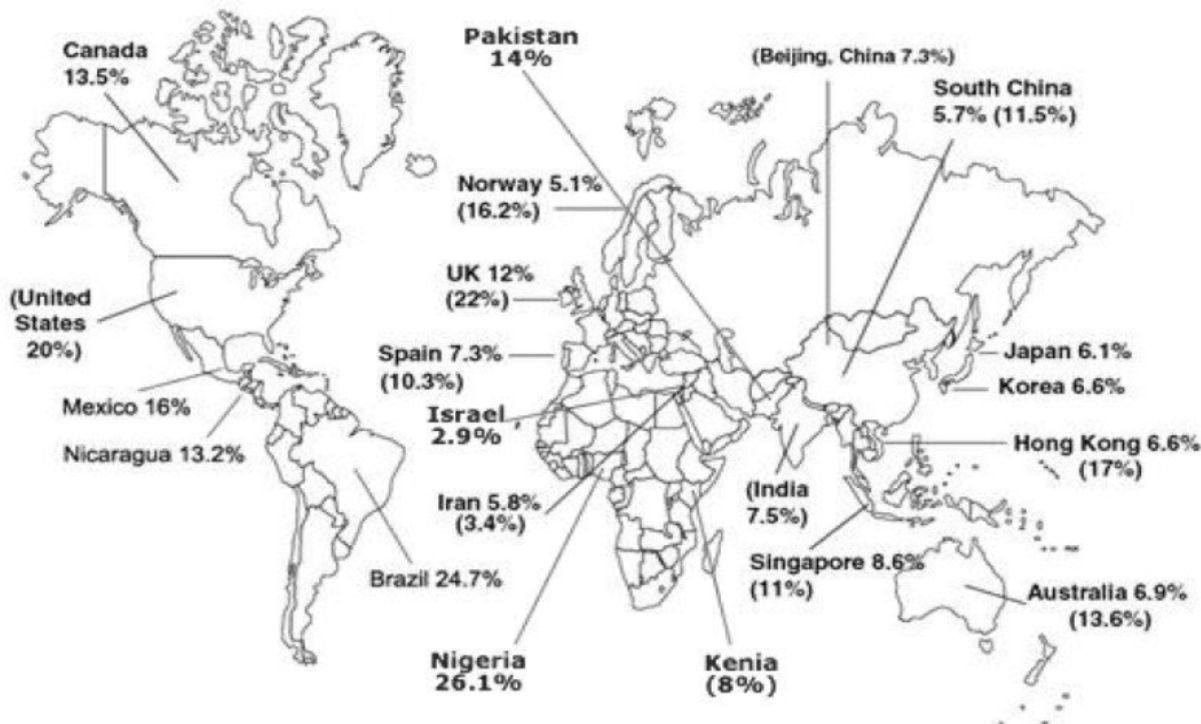 Canada
13.5%
Pakistan
14%
(Beijing, China 7.3%)
South China
5.7% (11.5%)
Norway 5.1%
(16.2%)
UK 12%
(22%)
(United
States
20%)
Spain 7.3%
(10.3%)
Japan 6.1%
Korea 6.6%
Mexico 16%
Israel
2.9%
Nicaragua 13.2%
Hong Kong 6.6%
(17%)
Iran 5.8%
(3.4%)
(India
7.5%)
Singapore 8.6%
(11%)
Brazil 24.7%
Australia 6.9%
(13.6%)
Nigeria
26.1%
Kenia
(8%)